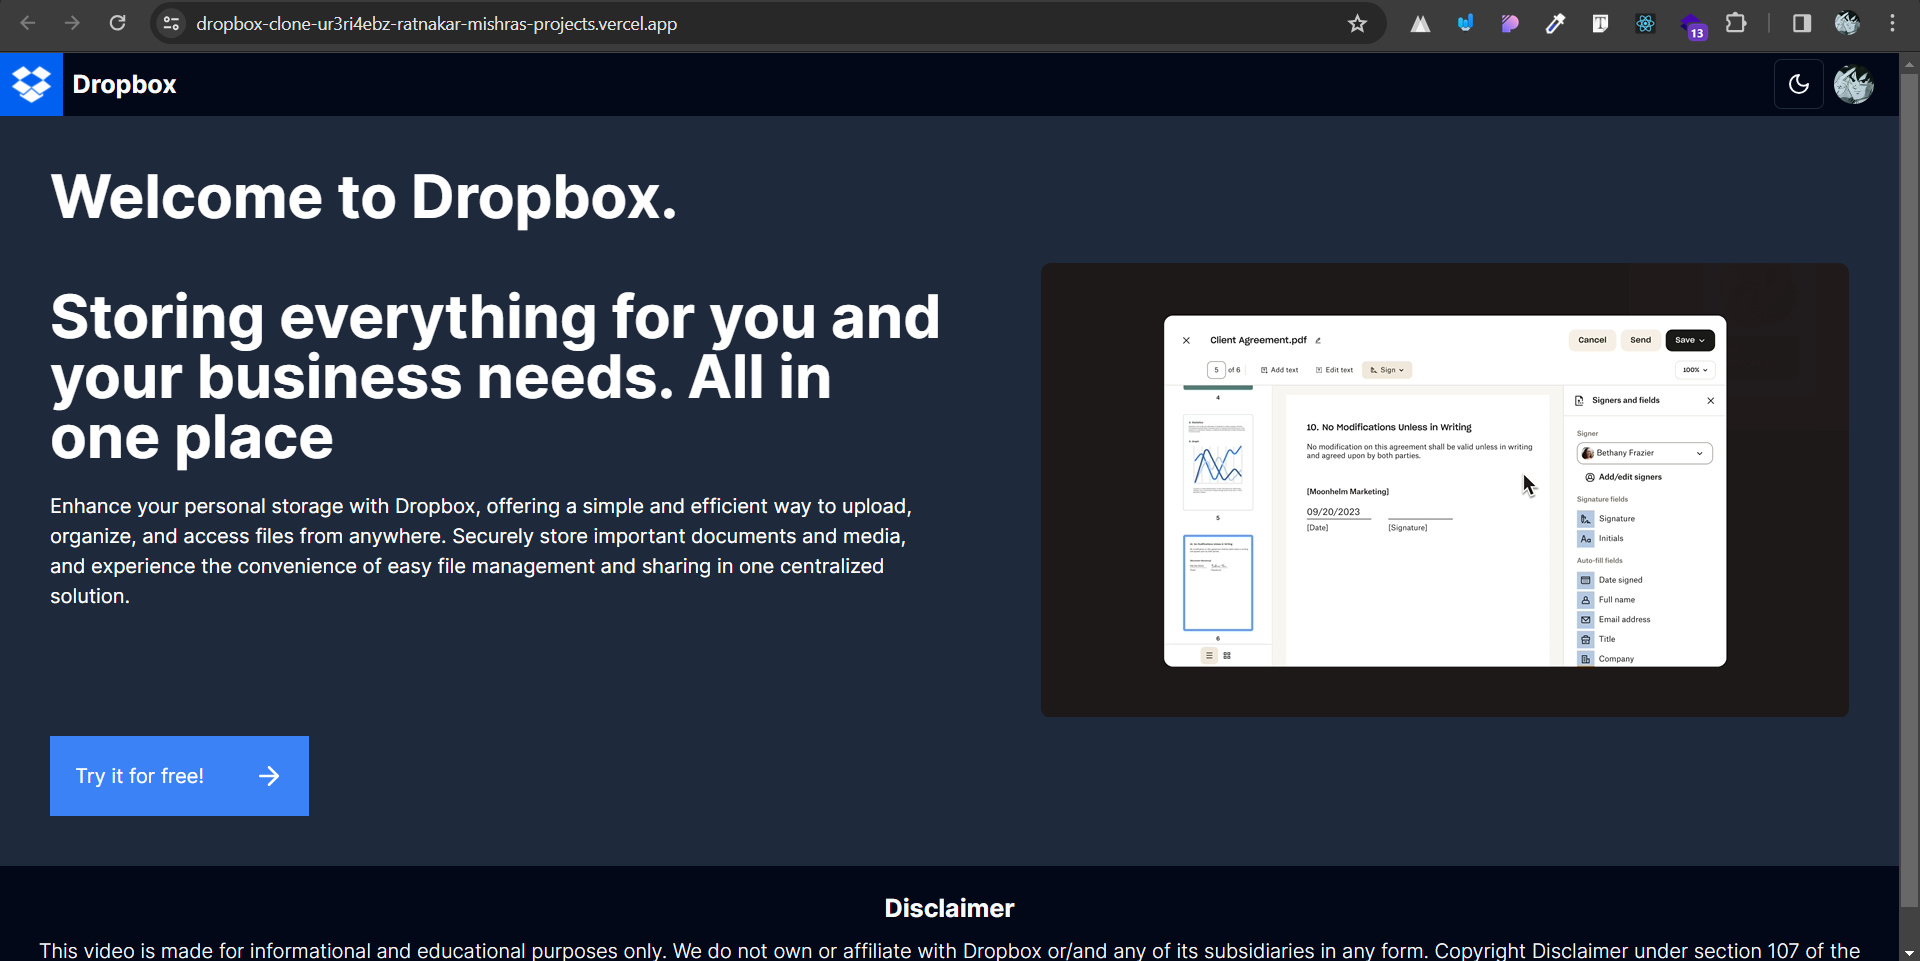 dropbox-clone-ur3ri4ebz-ratnakar-mishras-projects.vercel.app
13
Dropbox
Welcome to Dropbox.
Storing everything for you and
your business needs. All in
one place
Enhance your personal storage with Dropbox, offering a simple and efficient way to upload,
organize, and access files from anywhere. Securely store important documents and media,
and experience the convenience of easy file management and sharing in one centralized
solution.
Try it for free!
Client Agreement.pdf
Cancel
Send
Save
5 of 6
Add text
Edit text
Sign
100%
4
5
6
10. No Modifications Unless in Writing
No modification on this agreement shall be valid unless in writing
and agreed upon by both parties.
[Moonhelm Marketing]
09/20/2023
[Date]
[Signature]
Signers and fields
Signer
Bethany Frazier
Add/edit signers
Signature fields
Signature
Aa Initials
Auto-fill fields
Date signed
Full name
Email address
Title
Company
Disclaimer
This video is made for informational and educational purposes only. We do not own or affiliate with Dropbox or/and any of its subsidiaries in any form. Copyright Disclaimer under section 107 of the